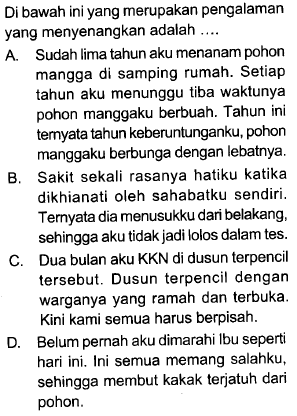 Di bawah ini yang merupakan pengalaman
yang menyenangkan adalah ....
A. Sudah lima tahun aku menanam pohon
mangga di samping rumah. Setiap
tahun aku menunggu tiba waktunya
pohon manggaku berbuah. Tahun ini
ternyata tahun keberuntunganku, pohon
manggaku berbunga dengan lebatnya.
B. Sakit sekali rasanya hatiku katika
dikhianati oleh sahabatku sendiri.
Ternyata dia menusukku dari belakang,
sehingga aku tidak jadi lolos dalam tes.
C. Dua bulan aku KKN di dusun terpencil
tersebut. Dusun terpencil dengan
warganya yang ramah dan terbuka.
Kini kami semua harus berpisah.
D. Belum pernah aku dimarahi Ibu seperti
hari ini. Ini semua memang salahku,
sehingga membut kakak terjatuh dari
pohon.